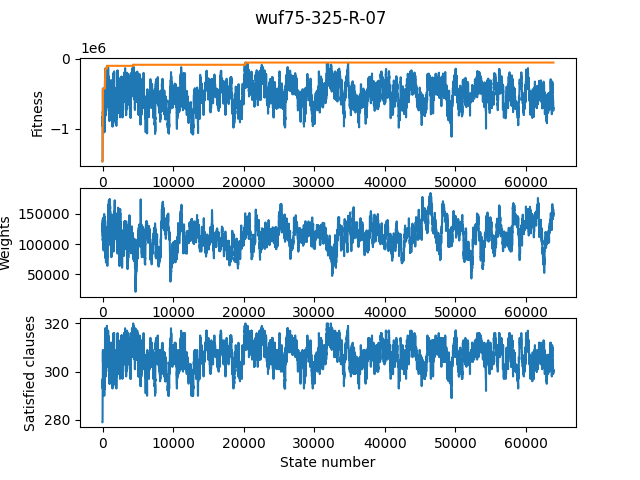 wuf75-325-R-07
1e6
0
−1
Fitness
0 10000 20000 30000 40000 50000 60000
150000
100000
50000
Weights
0 10000 20000 30000 40000 50000 60000
320
300
280
Satisfied clauses
0 10000 20000 30000 40000 50000 60000
State number